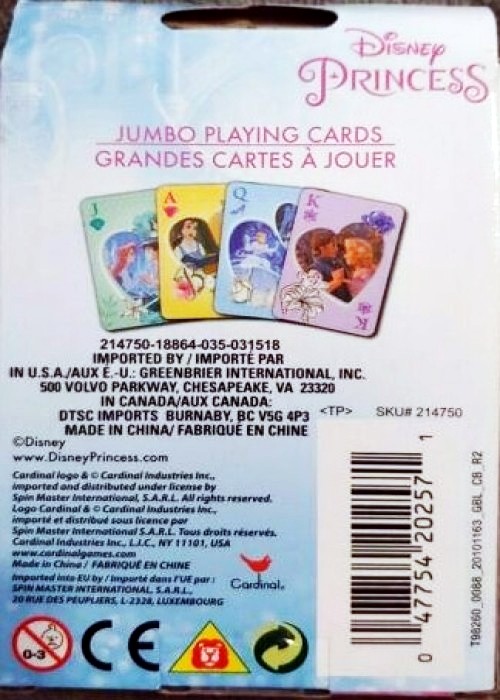 Disney
PRINCESS
JUMBO PLAYING CARDS
GRANDES CARTES À JOUER
J
A
Q
K
K
214750-18864-035-031518
IMPORTED BY / IMPORTÉ PAR
IN U.S.A./AUX É.-U.: GREENBRIER INTERNATIONAL, INC.
500 VOLVO PARKWAY, CHESAPEAKE, VA 23320
IN CANADA/AUX CANADA:
DTSC IMPORTS BURNABY, BC V5G 4P3
MADE IN CHINA/ FABRIQUÉ EN CHINE
<TP> SKU# 214750
©Disney
www.DisneyPrincess.com
Cardinal logo & © Cardinal Industries Inc.,
imported and distributed under license by
Spin Master International, S.A.R.L. All rights reserved.
Logo Cardinal & © Cardinal Industries Inc.,
importé et distribué sous licence par
Spin Master International S.A.R.L. Tous droits réservés.
Cardinal Industries Inc., L.I.C., NY 11101, USA
www.cardinalgames.com
Made in China / FABRIQUÉ EN CHINE
Imported into EU by / Importé dans l'UE par :
SPIN MASTER INTERNATIONAL, S.A.R.L.,
20 RUE DES PEUPLIERS, L-2328, LUXEMBOURG
Cardinal®
0-3
CE
0 47754 20257 1
T98260_0088_20101163_GBL_CB_R2